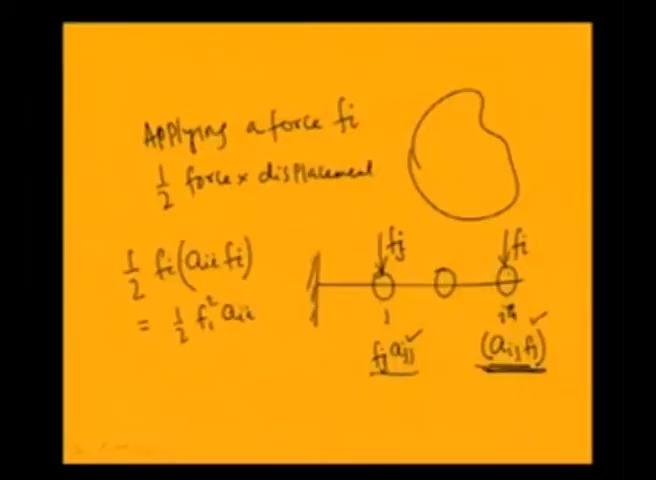 Applying a force fi
1/2 force × displacement
1/2 fi (aii fi)
= 1/2 fi² aii
fj
fi
j
i
fj ajj ✓
(aij fj) ✓